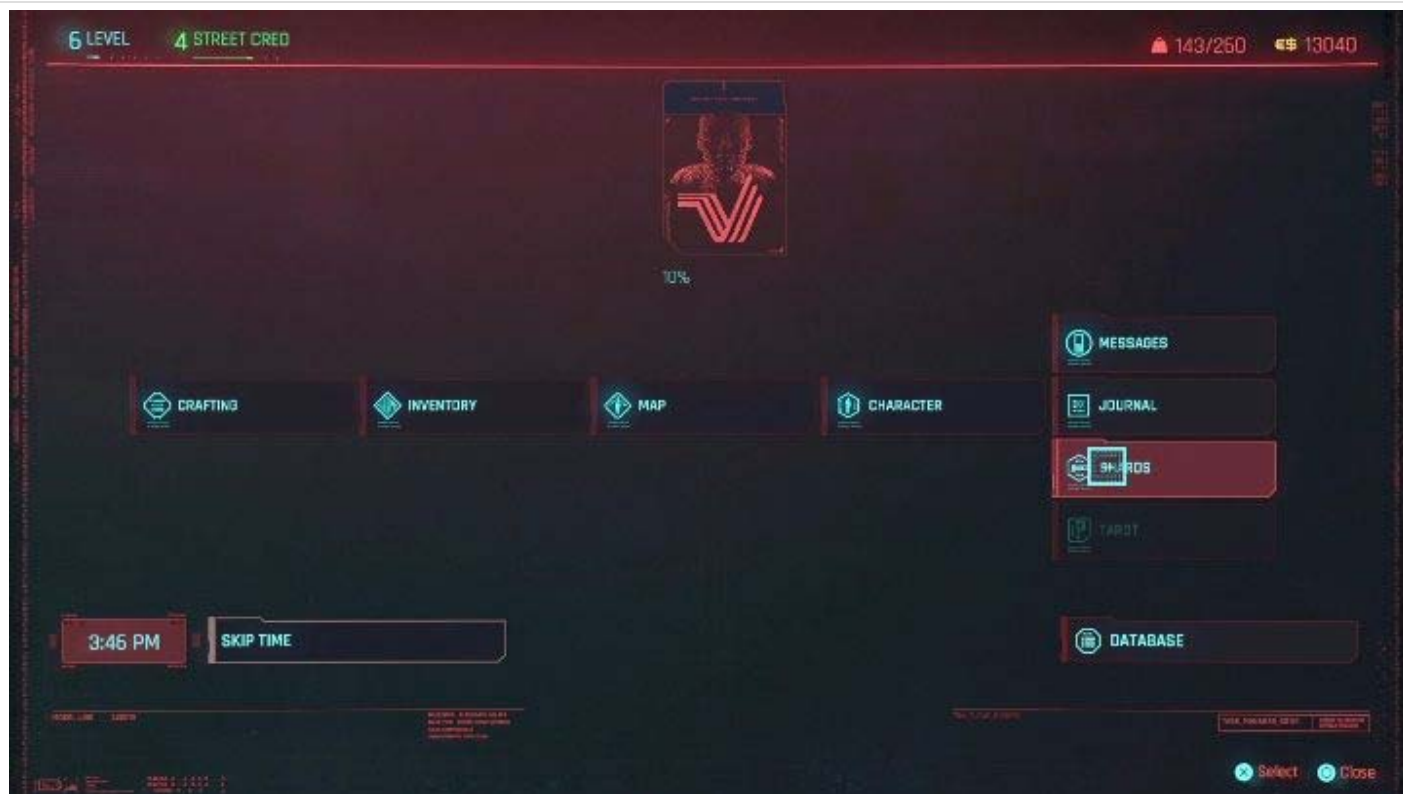 6 LEVEL
4 STREET CRED
143/260
€$ 13040
10%
MESSAGES
CRAFTING
INVENTORY
MAP
CHARACTER
JOURNAL
SHARDS
TAROT
3:46 PM
SKIP TIME
DATABASE
Select
Close